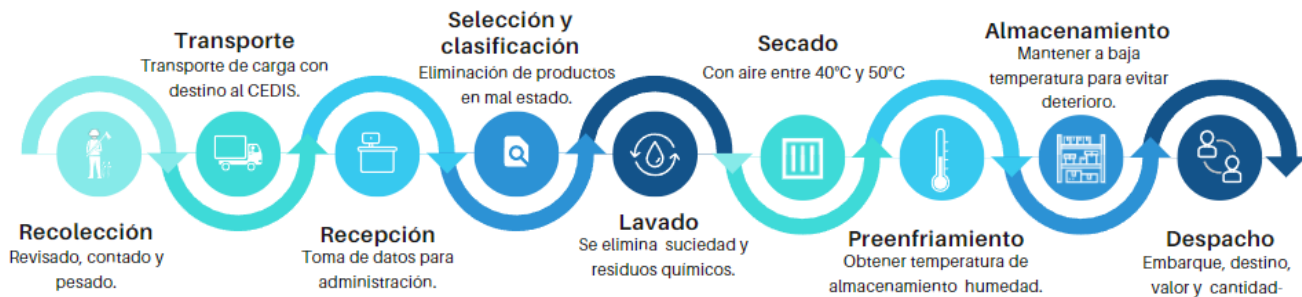 Recolección
Revisado, contado y
pesado.
Transporte
Transporte de carga con
destino al CEDIS.
Recepción
Toma de datos para
administración.
Selección y
clasificación
Eliminación de productos
en mal estado.
Lavado
Se elimina suciedad y
residuos químicos.
Secado
Con aire entre 40°C y 50°C
Preenfriamiento
Obtener temperatura de
almacenamiento humedad.
Almacenamiento
Mantener a baja
temperatura para evitar
deterioro.
Despacho
Embarque, destino,
valor y cantidad-